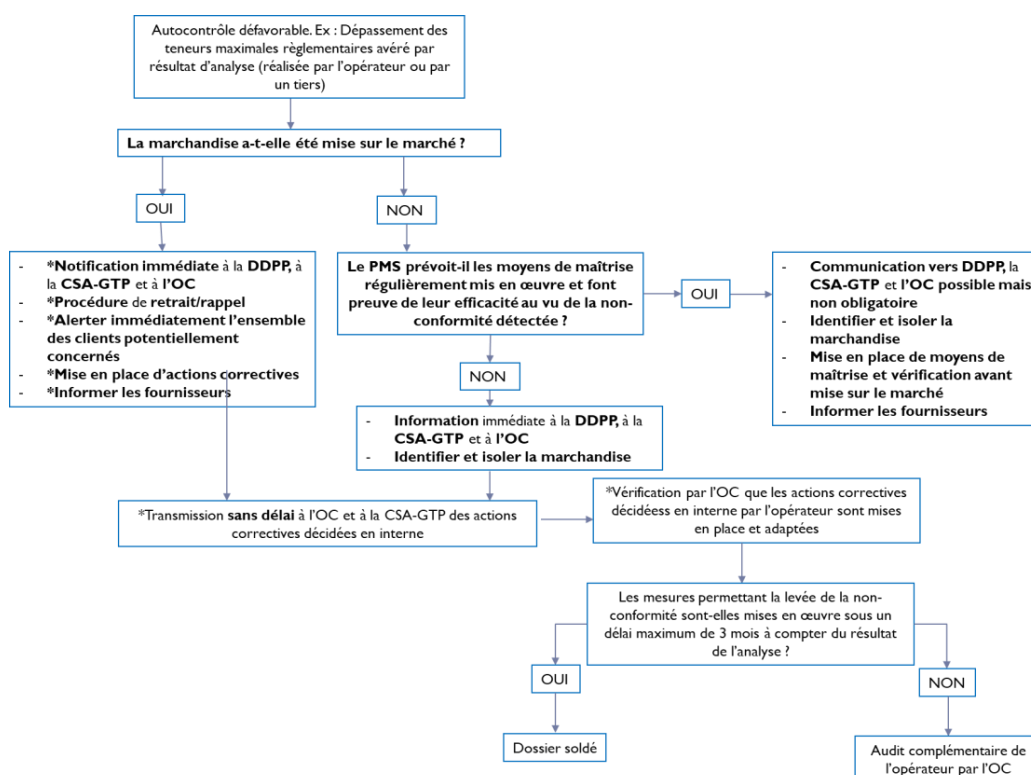 Autocontrôle défavorable. Ex : Dépassement des
teneurs maximales règlementaires avéré par
résultat d'analyse (réalisée par l'opérateur ou par
un tiers)
La marchandise a-t-elle été mise sur le marché ?
OUI
NON
- *Notification immédiate à la DDPP, à
la CSA-GTP et à l'OC
- *Procédure de retrait/rappel
- *Alerter immédiatement l'ensemble
des clients potentiellement
concernés
- *Mise en place d'actions correctives
- *Informer les fournisseurs
Le PMS prévoit-il les moyens de maîtrise
régulièrement mis en œuvre et font
preuve de leur efficacité au vu de la non-
conformité détectée ?
OUI
- Communication vers DDPP, la
CSA-GTP et l'OC possible mais
non obligatoire
- Identifier et isoler la
marchandise
- Mise en place de moyens de
maîtrise et vérification avant
mise sur le marché
- Informer les fournisseurs
NON
- Information immédiate à la DDPP, à la
CSA-GTP et à l'OC
- Identifier et isoler la marchandise
*Transmission sans délai à l'OC et à la CSA-GTP des actions
correctives décidées en interne
*Vérification par l'OC que les actions correctives
décidéess en interne par l'opérateur sont mises
en place et adaptées
Les mesures permettant la levée de la non-
conformité sont-elles mises en œuvre sous un
délai maximum de 3 mois à compter du résultat
de l'analyse ?
OUI
NON
Dossier soldé
Audit complémentaire de
l'opérateur par l'OC